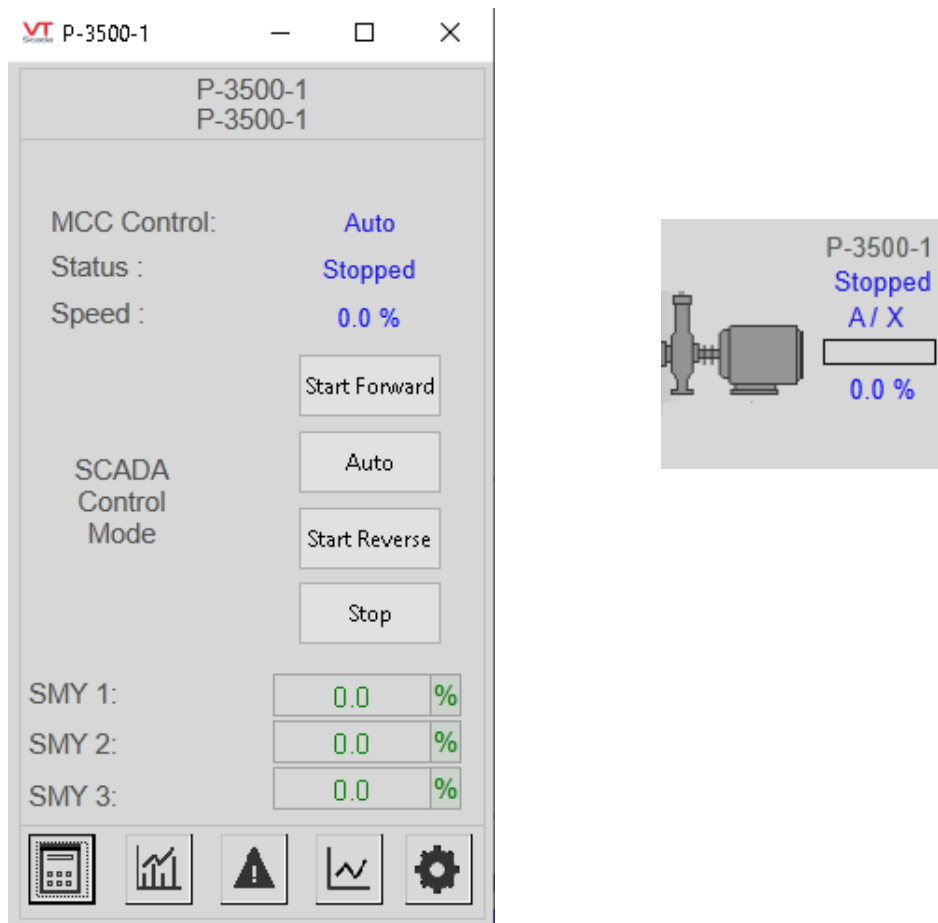 VT Scada P-3500-1
P-3500-1
P-3500-1
MCC Control: Auto
Status : Stopped
Speed : 0.0 %
Start Forward
Auto
SCADA
Control
Mode
Start Reverse
Stop
SMY 1: 0.0 %
SMY 2: 0.0 %
SMY 3: 0.0 %
P-3500-1
Stopped
A / X
0.0 %